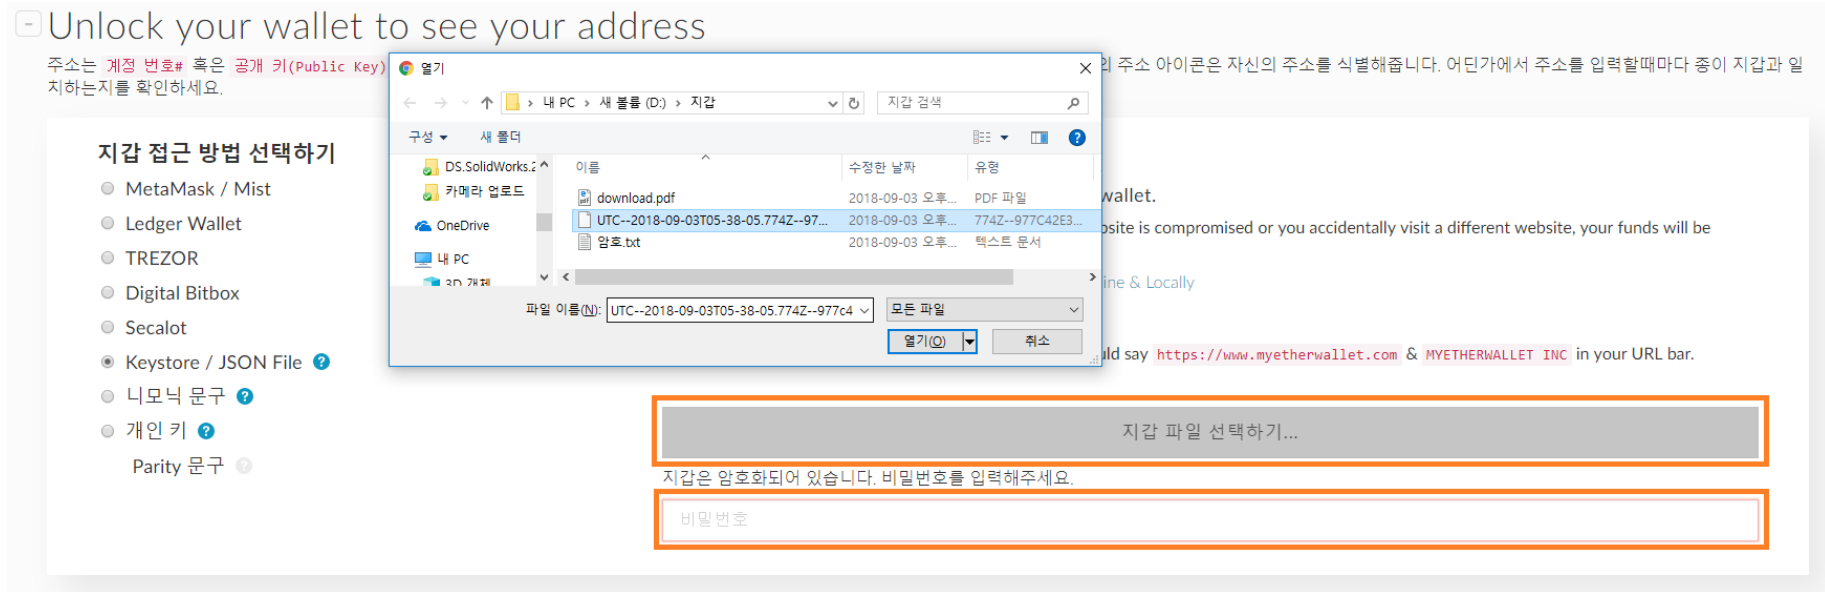 Unlock your wallet to see your address
주소는 계정 번호# 혹은 공개 키(Public Key)
의 주소 아이콘은 자신의 주소를 식별해줍니다. 어딘가에서 주소를 입력할때마다 종이 지갑과 일
치하는지를 확인하세요.
열기
내 PC › 새 볼륨 (D:) › 지갑
지갑 검색
구성
새 폴더
DS.SolidWorks.2
카메라 업로드
OneDrive
내 PC
3D 개체
이름 수정한 날짜 유형
download.pdf 2018-09-03 오후... PDF 파일
UTC--2018-09-03T05-38-05.774Z--97... 2018-09-03 오후... 774Z--977C42E3...
암호.txt 2018-09-03 오후... 텍스트 문서
파일 이름(N): UTC--2018-09-03T05-38-05.774Z--977c4 모든 파일
열기(O) 취소
지갑 접근 방법 선택하기
MetaMask / Mist
Ledger Wallet
TREZOR
Digital Bitbox
Secalot
Keystore / JSON File ?
니모닉 문구 ?
개인 키 ?
Parity 문구 ?
wallet.
bsite is compromised or you accidentally visit a different website, your funds will be
ine & Locally
uld say https://www.myetherwallet.com & MYETHERWALLET INC in your URL bar.
지갑 파일 선택하기...
지갑은 암호화되어 있습니다. 비밀번호를 입력해주세요.
비밀번호